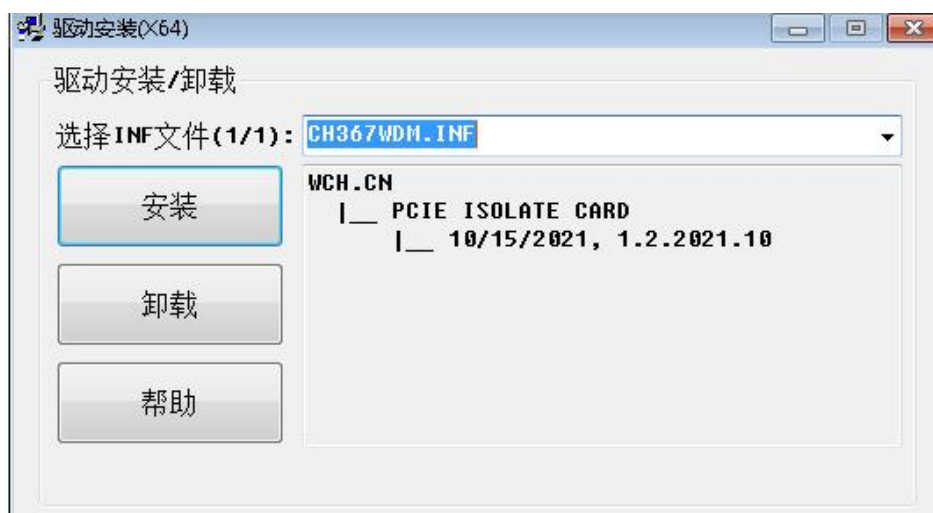 驱动安装(X64)
驱动安装/卸载
选择INF文件(1/1):
CH367WDM.INF
安装
卸载
帮助
WCH.CN
|__ PCIE ISOLATE CARD
|__ 10/15/2021, 1.2.2021.10